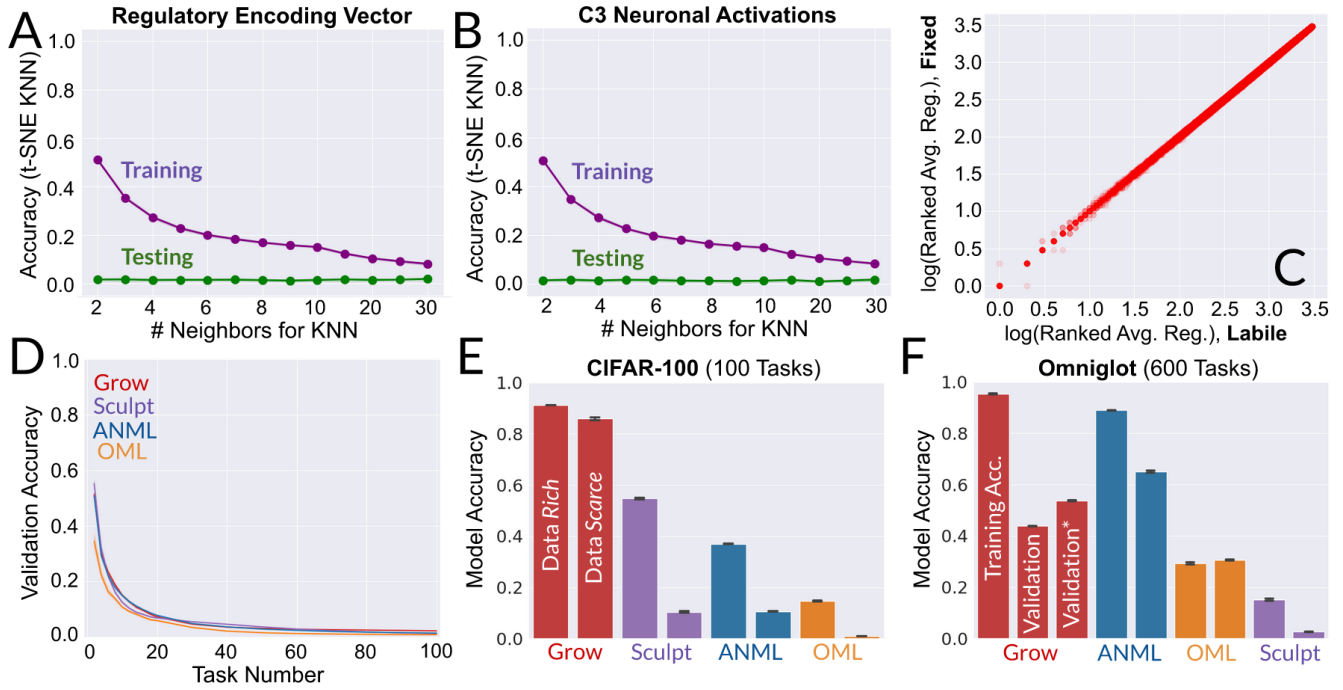 A
Regulatory Encoding Vector
Accuracy (t-SNE KNN)
1.0
0.8
0.6
0.4
0.2
0.0
Training
Testing
2 4 6 8 10 20 30
# Neighbors for KNN
B
C3 Neuronal Activations
Accuracy (t-SNE KNN)
1.0
0.8
0.6
0.4
0.2
0.0
Training
Testing
2 4 6 8 10 20 30
# Neighbors for KNN
log(Ranked Avg. Reg.), Fixed
3.5
3.0
2.5
2.0
1.5
1.0
0.5
0.0
C
0.0 0.5 1.0 1.5 2.0 2.5 3.0 3.5
log(Ranked Avg. Reg.), Labile
D
Validation Accuracy
1.0
0.8
0.6
0.4
0.2
0.0
Grow
Sculpt
ANML
OML
0 20 40 60 80 100
Task Number
E
CIFAR-100 (100 Tasks)
Model Accuracy
1.0
0.8
0.6
0.4
0.2
0.0
Data Rich
Data Scarce
Grow Sculpt ANML OML
F
Omniglot (600 Tasks)
Model Accuracy
1.0
0.8
0.6
0.4
0.2
0.0
Training Acc.
Validation
Validation*
Grow ANML OML Sculpt